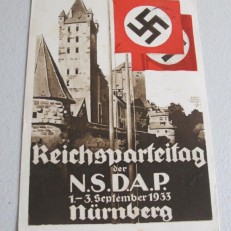 Reichsparteitag
der
N.S.D.A.P.
1.–3. September 1933
Nürnberg